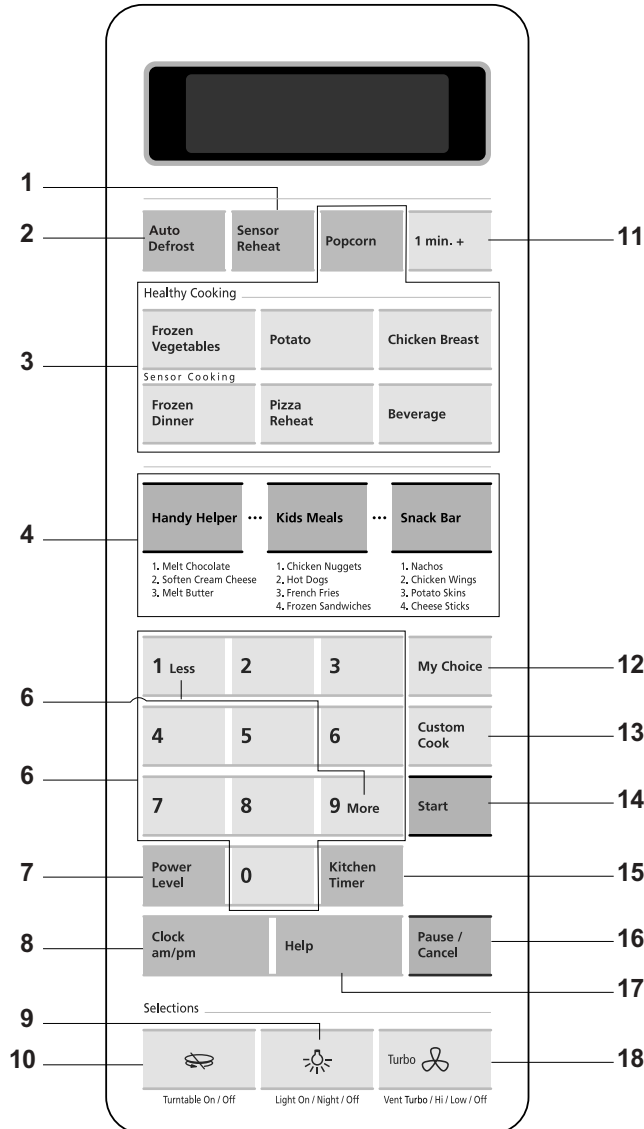 1
2
Auto
Defrost
Sensor
Reheat
Popcorn
1 min. +
11
Healthy Cooking
3
Frozen
Vegetables
Potato
Chicken Breast
Sensor Cooking
Frozen
Dinner
Pizza
Reheat
Beverage
4
Handy Helper ••• Kids Meals ••• Snack Bar
1. Melt Chocolate
2. Soften Cream Cheese
3. Melt Butter
1. Chicken Nuggets
2. Hot Dogs
3. French Fries
4. Frozen Sandwiches
1. Nachos
2. Chicken Wings
3. Potato Skins
4. Cheese Sticks
1 Less
2
3
My Choice
12
6
4
5
6
Custom
Cook
13
6
7
8
9 More
Start
14
7
Power
Level
0
Kitchen
Timer
15
8
Clock
am/pm
Help
Pause /
Cancel
16
17
Selections
9
10
Turbo
18
Turntable On / Off
Light On / Night / Off
Vent Turbo / Hi / Low / Off